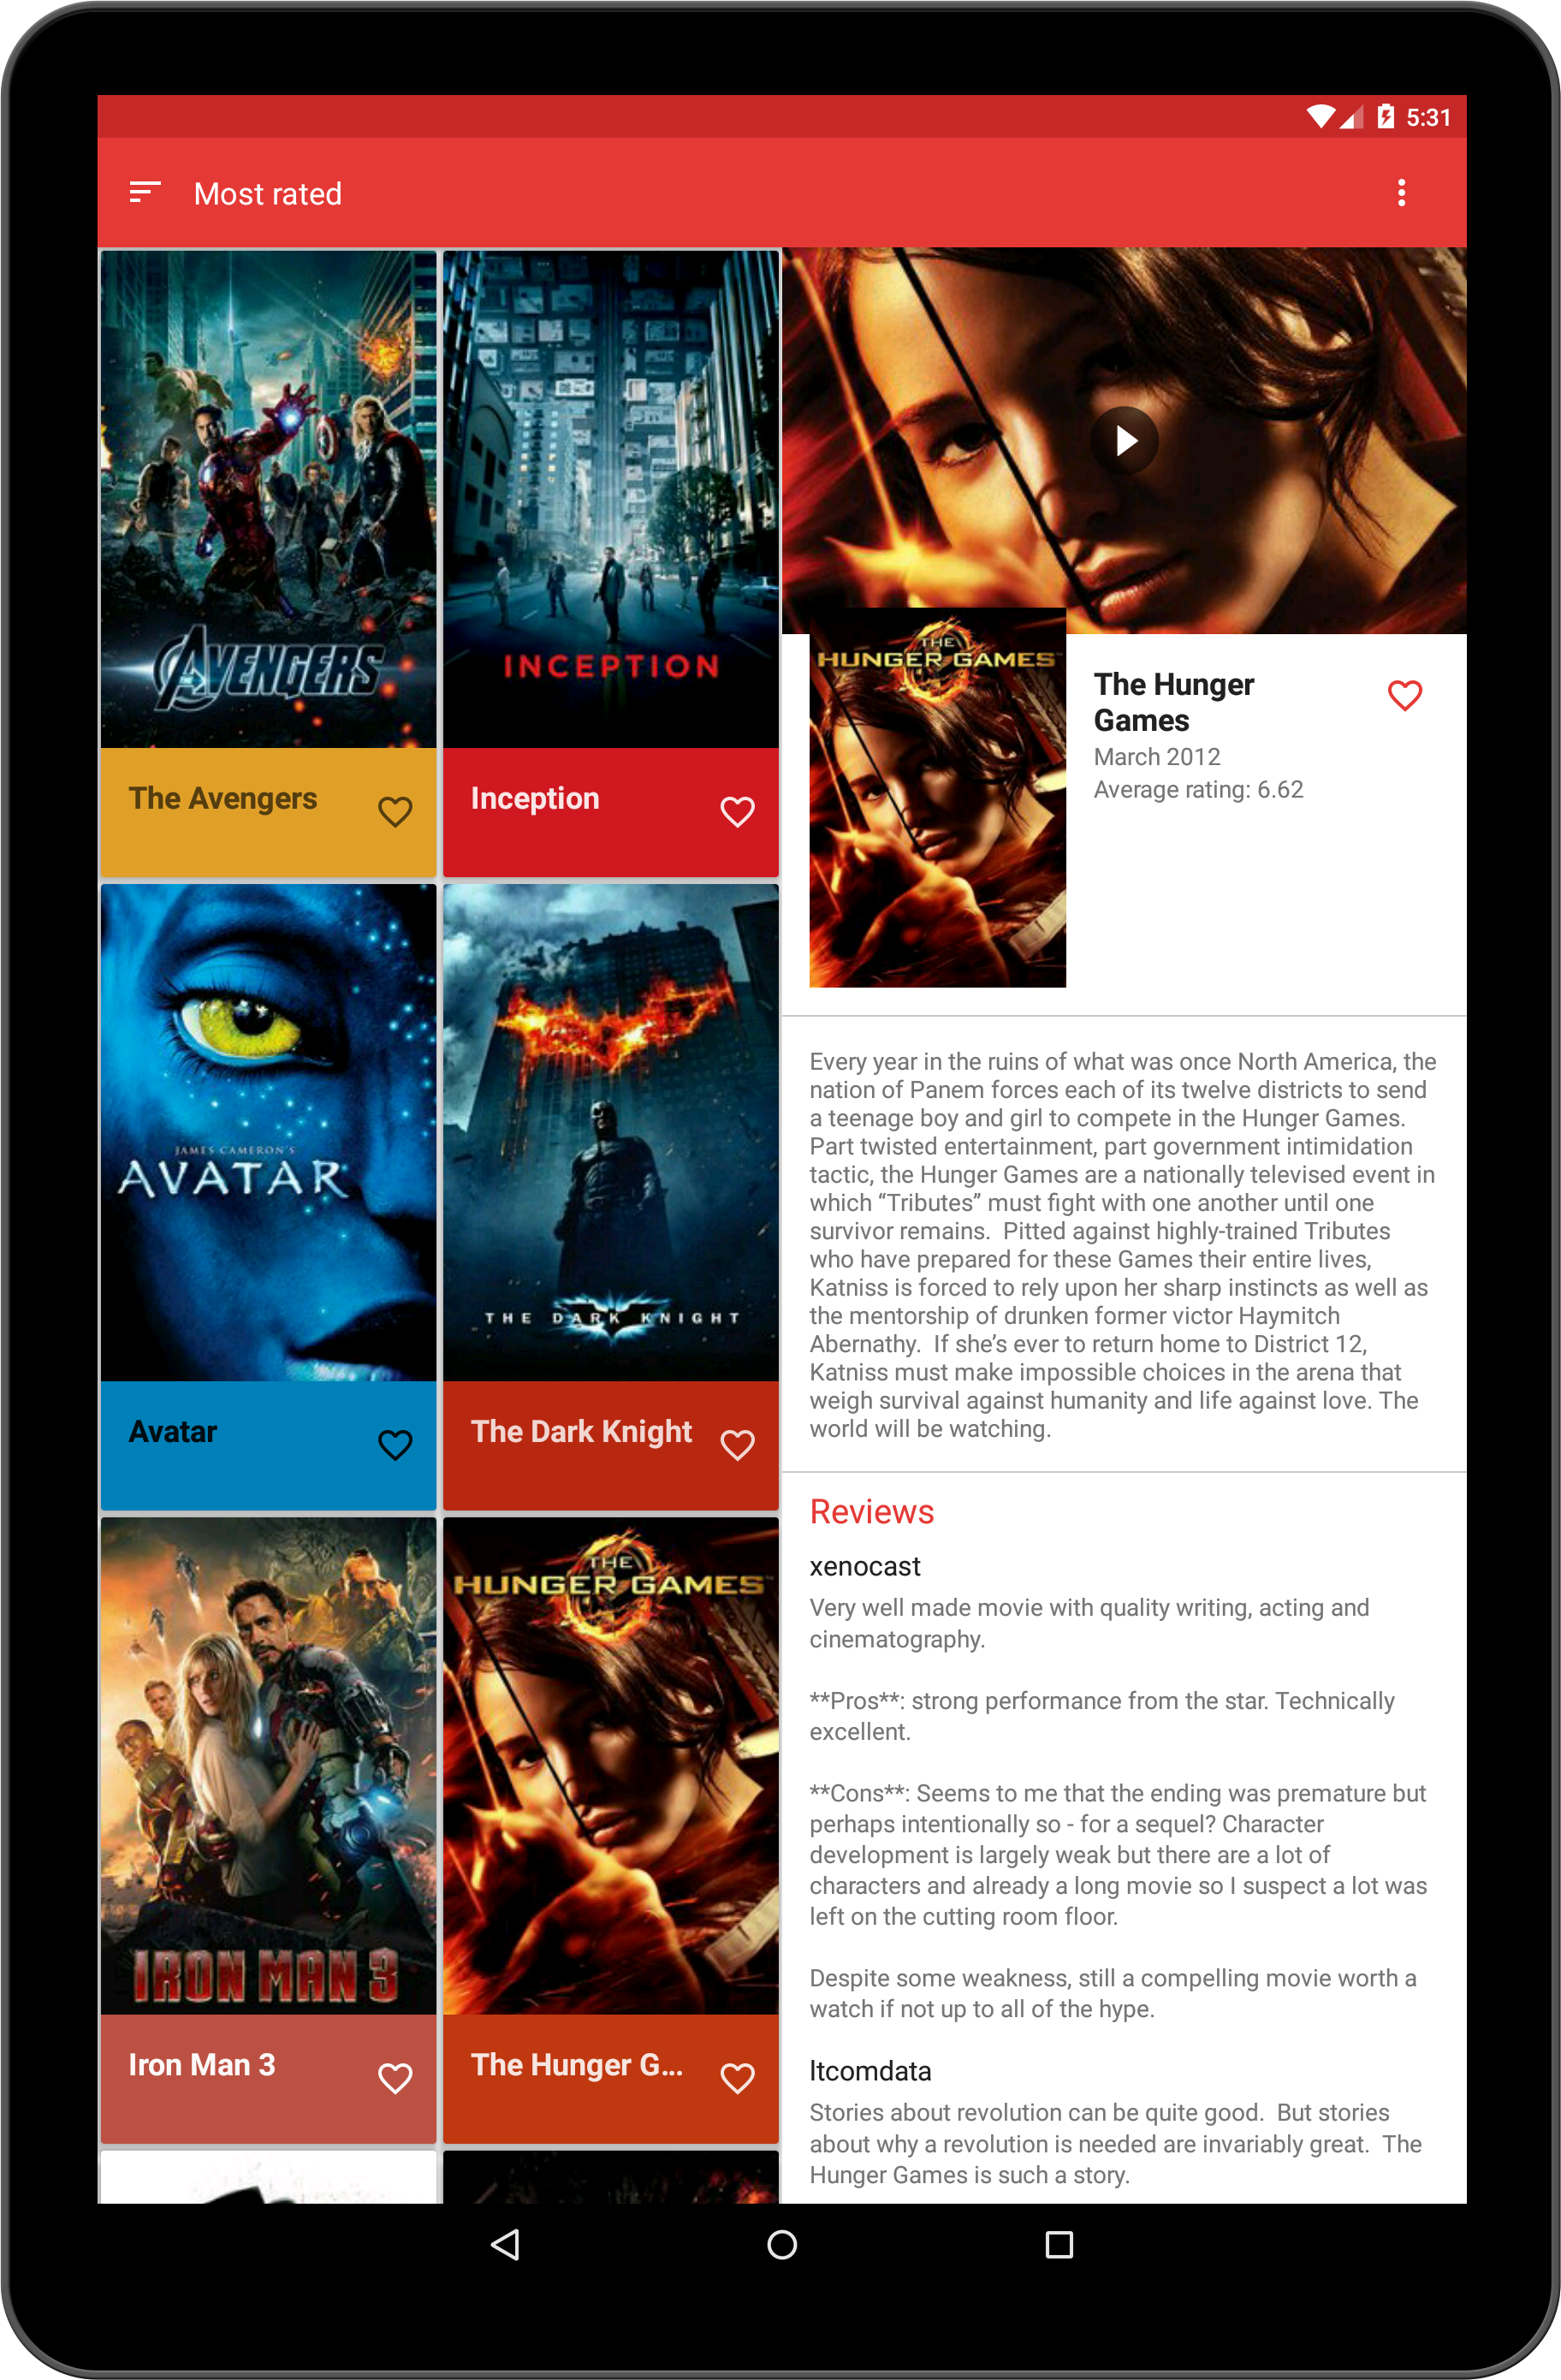 5:31
Most rated
AVENGERS
The Avengers
INCEPTION
Inception
JAMES CAMERON'S
AVATAR
Avatar
THE DARK KNIGHT
The Dark Knight
IRON MAN 3
Iron Man 3
THE
HUNGER GAMES
The Hunger G...
THE
HUNGER GAMES
The Hunger
Games
March 2012
Average rating: 6.62
Every year in the ruins of what was once North America, the
nation of Panem forces each of its twelve districts to send
a teenage boy and girl to compete in the Hunger Games.
Part twisted entertainment, part government intimidation
tactic, the Hunger Games are a nationally televised event in
which “Tributes” must fight with one another until one
survivor remains.  Pitted against highly-trained Tributes
who have prepared for these Games their entire lives,
Katniss is forced to rely upon her sharp instincts as well as
the mentorship of drunken former victor Haymitch
Abernathy.  If she’s ever to return home to District 12,
Katniss must make impossible choices in the arena that
weigh survival against humanity and life against love. The
world will be watching.
Reviews
xenocast
Very well made movie with quality writing, acting and
cinematography.
**Pros**: strong performance from the star. Technically
excellent.
**Cons**: Seems to me that the ending was premature but
perhaps intentionally so - for a sequel? Character
development is largely weak but there are a lot of
characters and already a long movie so I suspect a lot was
left on the cutting room floor.
Despite some weakness, still a compelling movie worth a
watch if not up to all of the hype.
ltcomdata
Stories about revolution can be quite good.  But stories
about why a revolution is needed are invariably great.  The
Hunger Games is such a story.